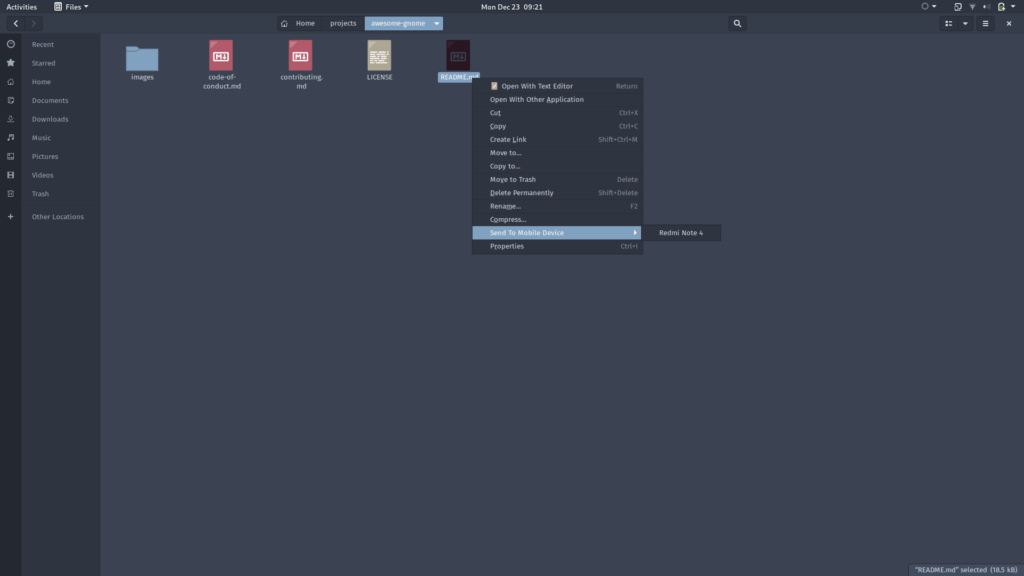 Activities Files Mon Dec 23 09:21
Home projects awesome-gnome
Recent
Starred
Home
Documents
Downloads
Music
Pictures
Videos
Trash
Other Locations
images
code-of-
conduct.md
contributing.
md
LICENSE
README.md
Open With Text Editor Return
Open With Other Application
Cut Ctrl+X
Copy Ctrl+C
Create Link Shift+Ctrl+M
Move to...
Copy to...
Move to Trash Delete
Delete Permanently Shift+Delete
Rename... F2
Compress...
Send To Mobile Device
Redmi Note 4
Properties Ctrl+I
"README.md" selected (18.5 kB)